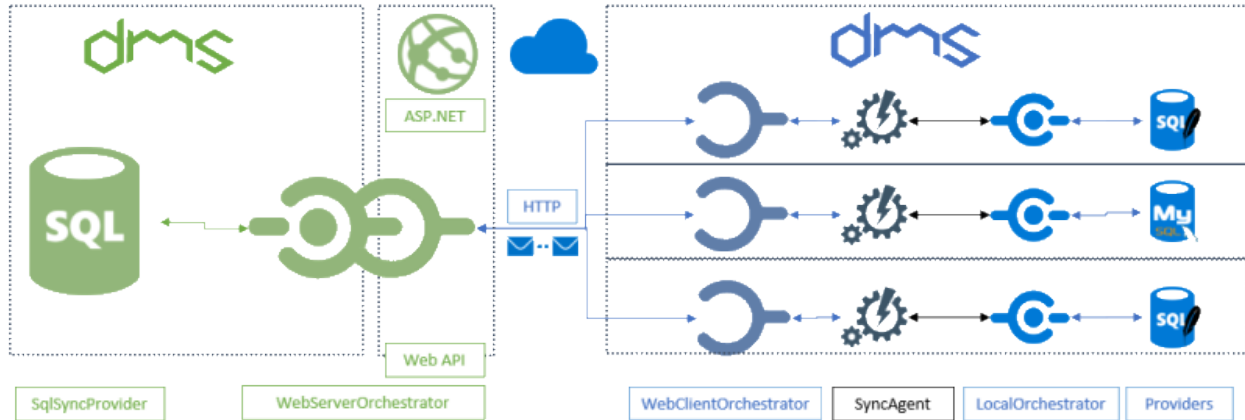 dms
dms
ASP.NET
SQL
SQL
HTTP
My
SQL
SQL
Web API
SqlSyncProvider
WebServerOrchestrator
WebClientOrchestrator
SyncAgent
LocalOrchestrator
Providers